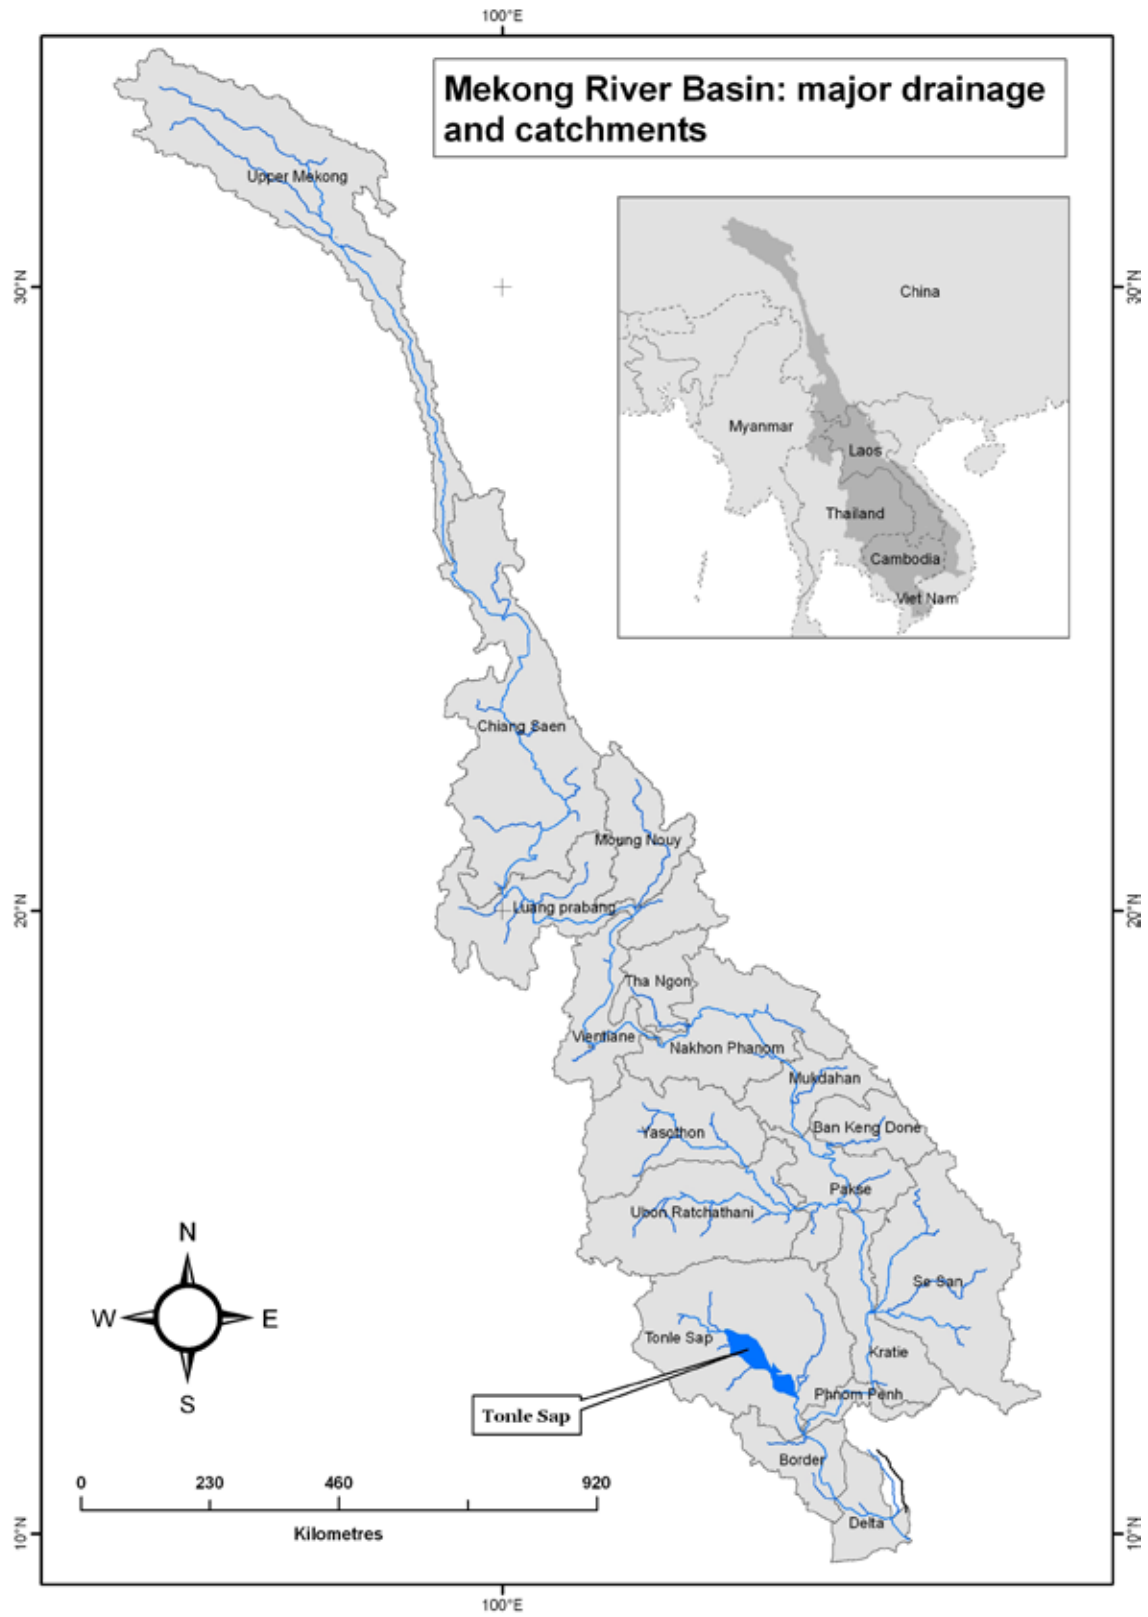 100°E
Mekong River Basin: major drainage
and catchments
Upper Mekong
China
30°N
30°N
Myanmar
Laos
Thailand
Cambodia
Viet Nam
Chiang Saen
Moung Nouy
Luang prabang
20°N
20°N
Tha Ngon
Vientiane
Nakhon Phanom
Mukdahan
Ban Keng Done
Yasothon
Pakse
Ubon Ratchathani
N
W
E
S
Se San
Tonle Sap
Kratie
Phnom Penh
Tonle Sap
Border
0 230 460 920
Kilometres
Delta
10°N
10°N
100°E